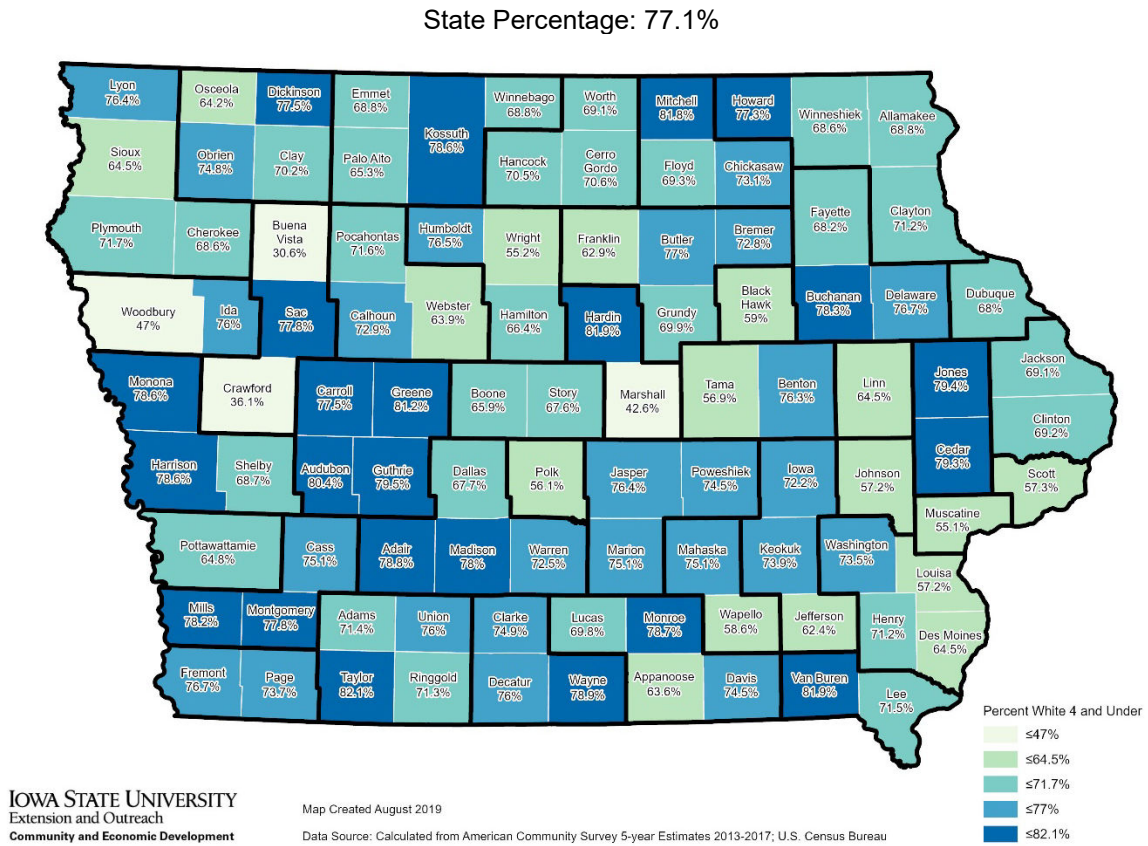 State Percentage: 77.1%
Lyon
76.4%
Osceola
64.2%
Dickinson
77.5%
Emmet
68.8%
Kossuth
78.6%
Winnebago
68.8%
Worth
69.1%
Mitchell
81.8%
Howard
77.3%
Winneshiek
68.6%
Allamakee
68.8%
Sioux
64.5%
Obrien
74.8%
Clay
70.2%
Palo Alto
65.3%
Hancock
70.5%
Cerro
Gordo
70.6%
Floyd
69.3%
Chickasaw
73.1%
Plymouth
71.7%
Cherokee
68.6%
Buena
Vista
30.6%
Pocahontas
71.6%
Humboldt
76.5%
Wright
55.2%
Franklin
62.9%
Butler
77%
Bremer
72.8%
Fayette
68.2%
Clayton
71.2%
Woodbury
47%
Ida
76%
Sac
77.8%
Calhoun
72.9%
Webster
63.9%
Hamilton
66.4%
Hardin
81.9%
Grundy
69.9%
Black
Hawk
59%
Buchanan
78.3%
Delaware
76.7%
Dubuque
68%
Monona
78.6%
Crawford
36.1%
Carroll
77.5%
Greene
81.2%
Boone
65.9%
Story
67.6%
Marshall
42.6%
Tama
56.9%
Benton
76.3%
Linn
64.5%
Jones
79.4%
Jackson
69.1%
Clinton
69.2%
Harrison
78.6%
Shelby
68.7%
Audubon
80.4%
Guthrie
79.5%
Dallas
67.7%
Polk
56.1%
Jasper
76.4%
Poweshiek
74.5%
Iowa
72.2%
Johnson
57.2%
Cedar
79.3%
Scott
57.3%
Muscatine
55.1%
Pottawattamie
64.8%
Cass
75.1%
Adair
78.8%
Madison
78%
Warren
72.5%
Marion
75.1%
Mahaska
75.1%
Keokuk
73.9%
Washington
73.5%
Louisa
57.2%
Mills
78.2%
Montgomery
77.8%
Adams
71.4%
Union
76%
Clarke
74.9%
Lucas
69.8%
Monroe
78.7%
Wapello
58.6%
Jefferson
62.4%
Henry
71.2%
Des Moines
64.5%
Fremont
76.7%
Page
73.7%
Taylor
82.1%
Ringgold
71.3%
Decatur
76%
Wayne
78.9%
Appanoose
63.6%
Davis
74.5%
Van Buren
81.9%
Lee
71.5%
Percent White 4 and Under
≤47%
≤64.5%
≤71.7%
≤77%
≤82.1%
IOWA STATE UNIVERSITY
Extension and Outreach
Community and Economic Development
Map Created August 2019
Data Source: Calculated from American Community Survey 5-year Estimates 2013-2017; U.S. Census Bureau